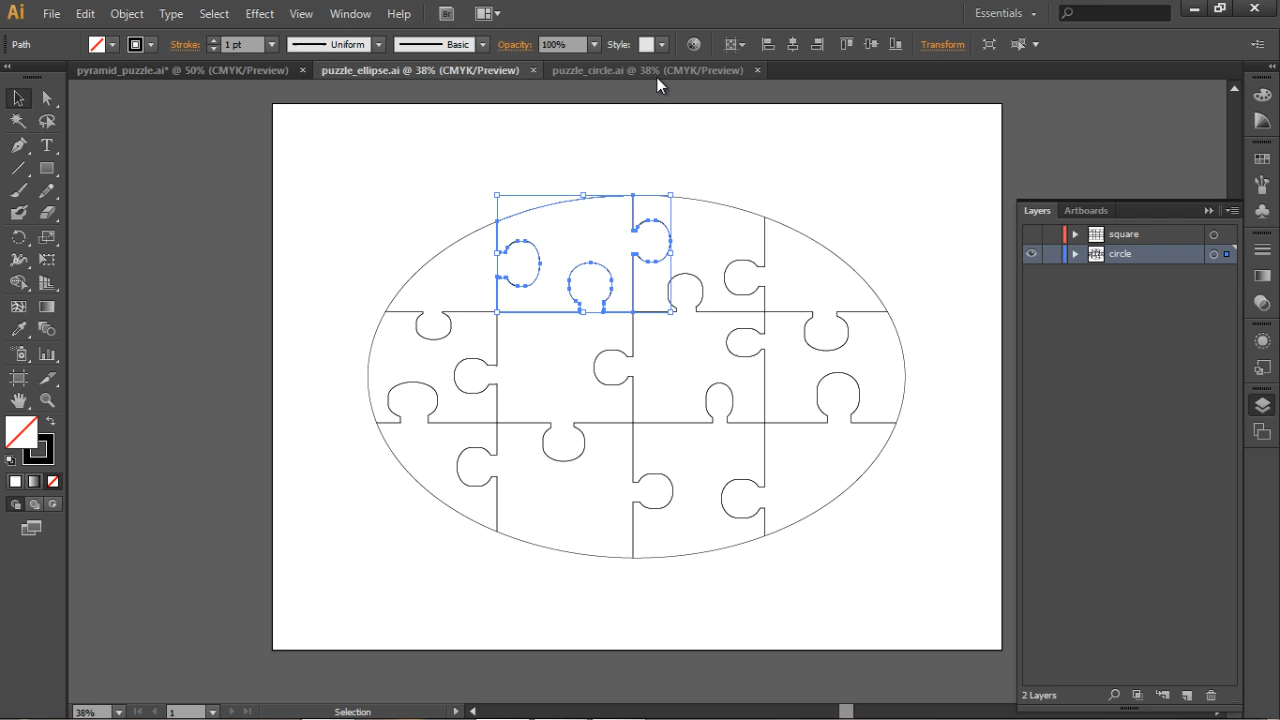 Ai File Edit Object Type Select Effect View Window Help Br Essentials
Path Stroke: 1 pt Uniform Basic Opacity: 100% Style: Transform
pyramid_puzzle.ai* @ 50% (CMYK/Preview) puzzle_ellipse.ai @ 38% (CMYK/Preview) puzzle_circle.ai @ 38% (CMYK/Preview)
T
Layers Artboards
square
circle
2 Layers
38% 1 Selection